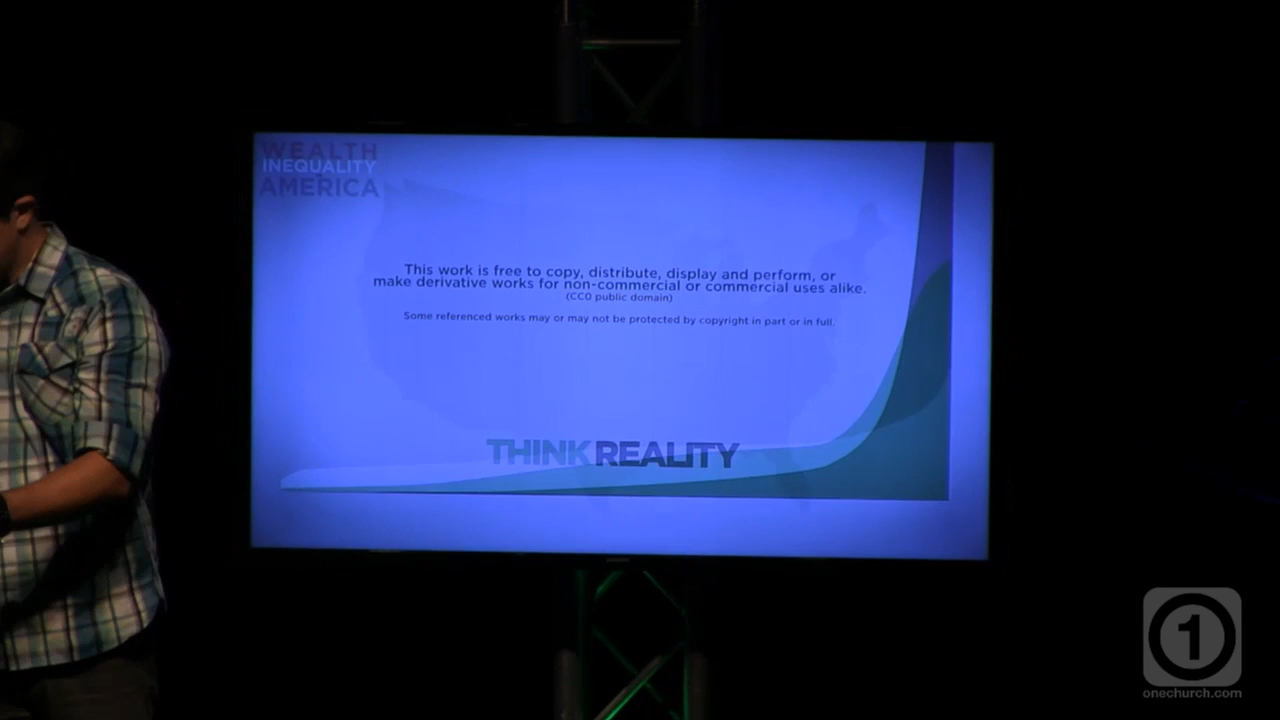 WEALTH
INEQUALITY
AMERICA
This work is free to copy, distribute, display and perform, or
make derivative works for non-commercial or commercial uses alike.
(CC0 public domain)
Some referenced works may or may not be protected by copyright in part or in full.
THINKREALITY
1
onechurch.com